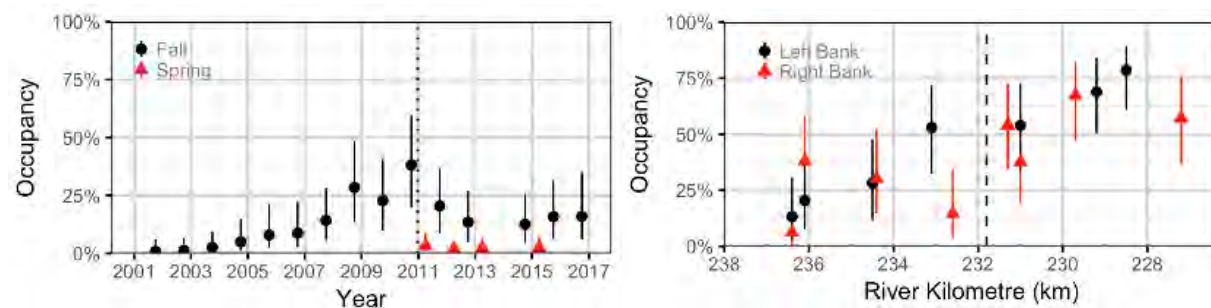 100%
75%
50%
25%
0%
Occupancy
Fall
Spring
2001 2003 2005 2007 2009 2011 2013 2015 2017
Year
100%
75%
50%
25%
0%
Occupancy
Left Bank
Right Bank
238 236 234 232 230 228
River Kilometre (km)